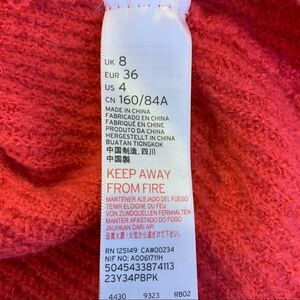 UK 8
EUR 36
US 4
CN 160/84A
MADE IN CHINA
FABRICADO EN CHINA
FABRIQUÉ EN CHINE
PRODUTO DA CHINA
HERGESTELLT IN CHINA
BUATAN TIONGKOK
中国制造, 四川
中國製
KEEP AWAY
FROM FIRE
MANTENER ALEJADO DEL FUEGO
TENIR ELOIGNE DU FEU
VON ZUNDQUELLEN FERNHALTEN
MANTER AFASTADO DO FOGO
JAUHKAN DARI API
RN 125149 CA#00234
NIF NO: A0061711H
5045433874113
23Y34PBPK
4430 9323 RB02